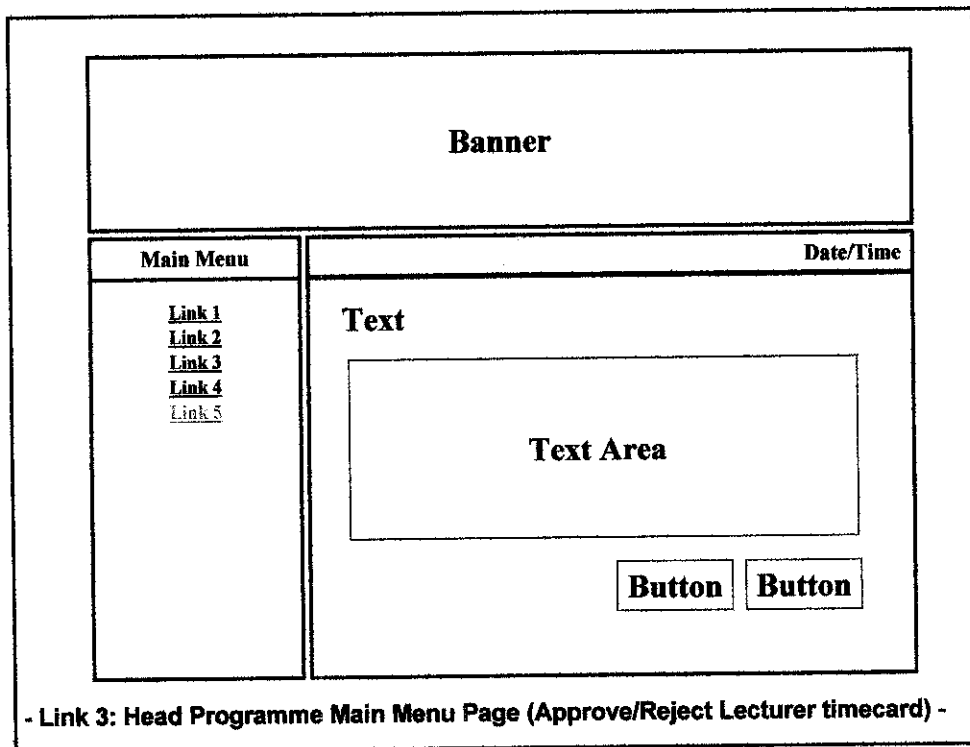 Banner
Main Menu
Date/Time
Link 1
Link 2
Link 3
Link 4
Link 5
Text
Text Area
Button Button
- Link 3: Head Programme Main Menu Page (Approve/Reject Lecturer timecard) -